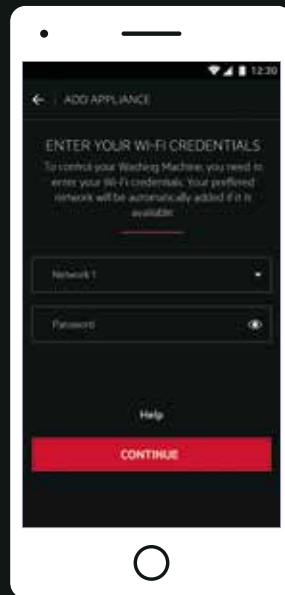 12:30
ADD APPLIANCE
ENTER YOUR WI-FI CREDENTIALS
To control your Washing Machine, you need to
enter your Wi-Fi credentials. Your preffered
network will be automatically added if it is
available
Network 1
Password
Help
CONTINUE